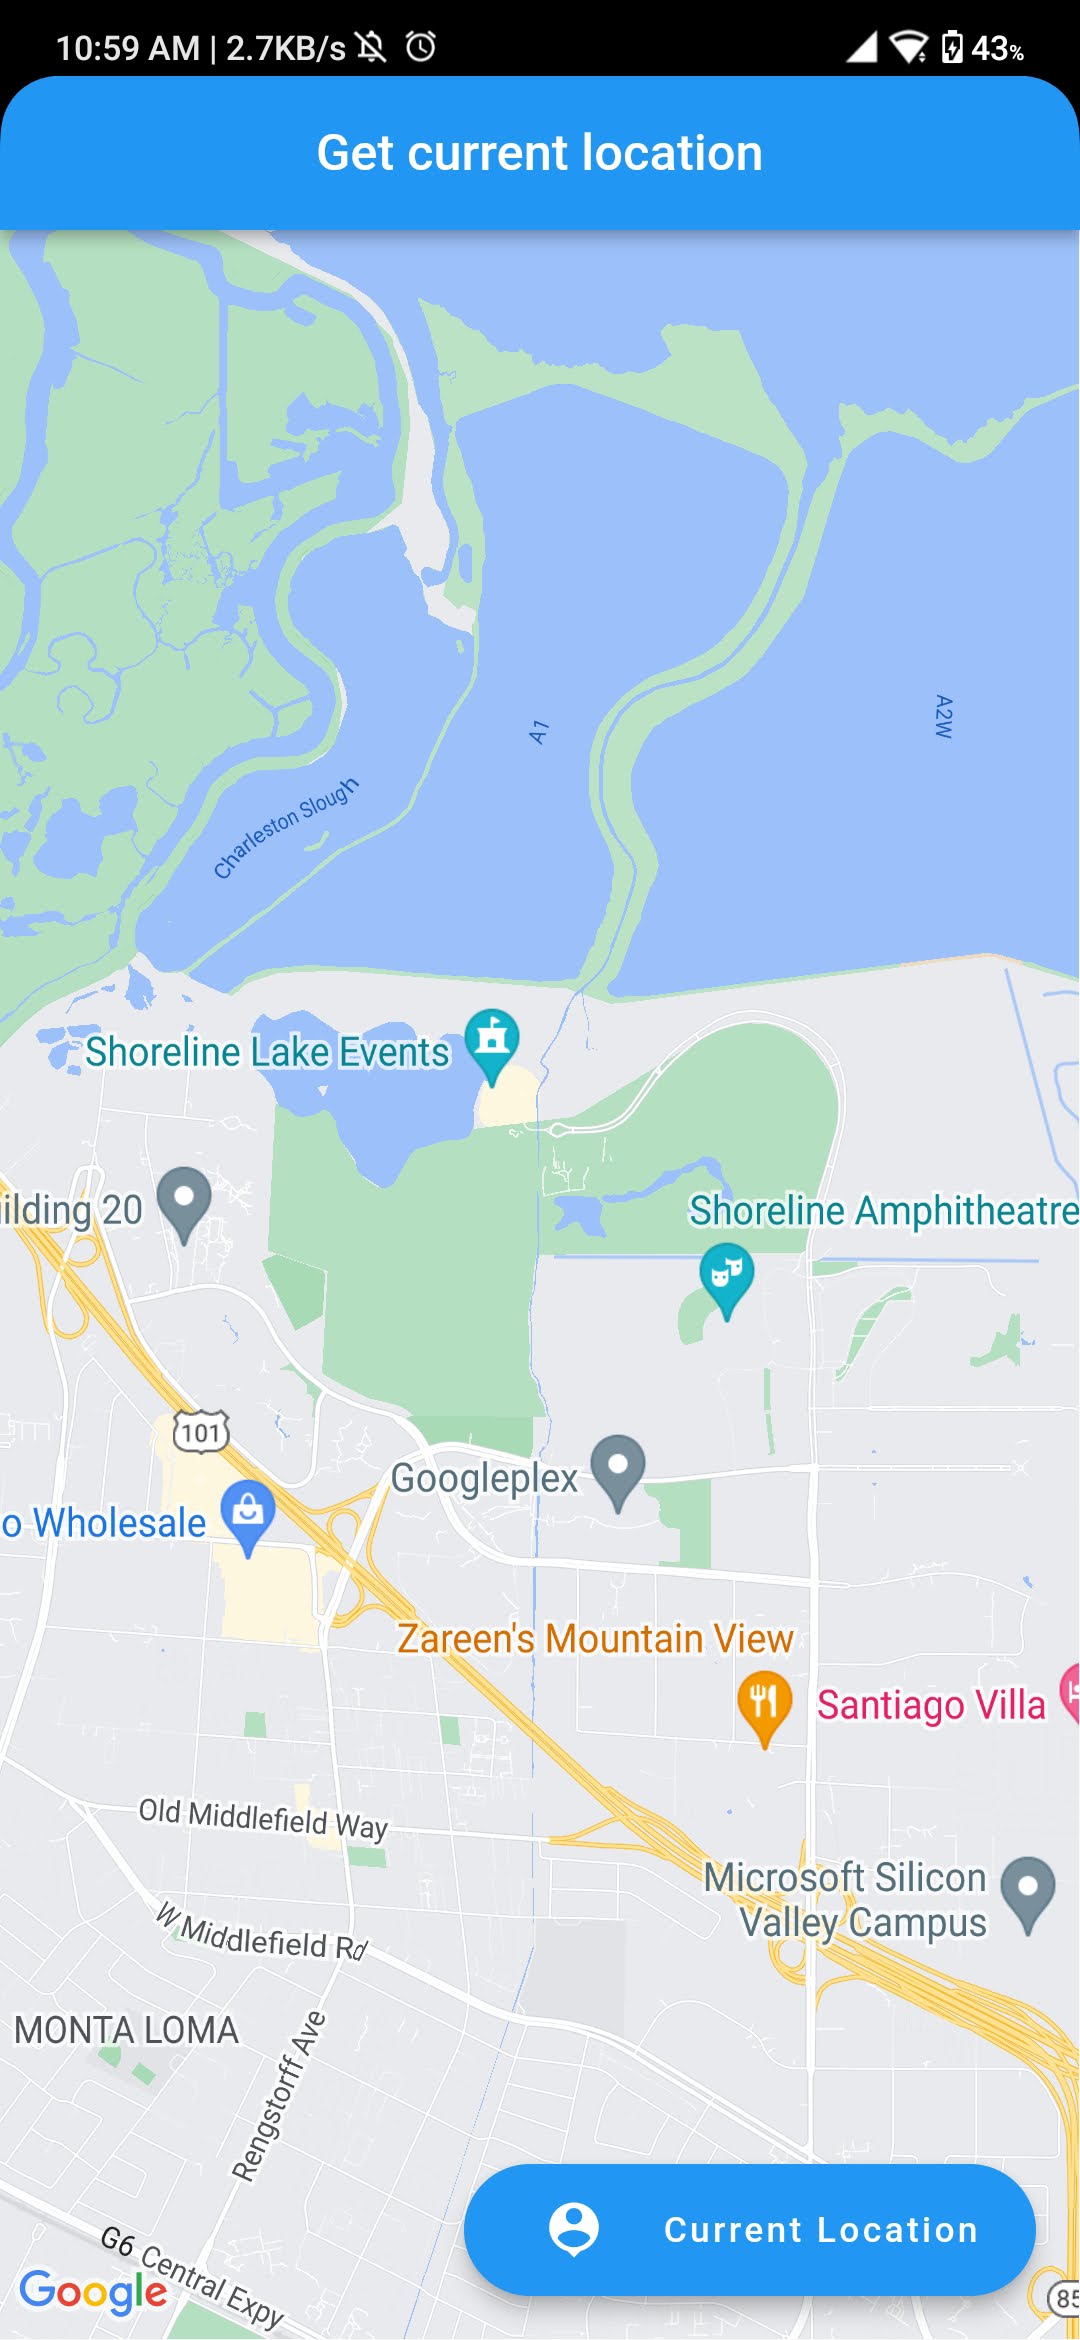 10:59 AM | 2.7KB/s
43%
Get current location
A1
A2W
Charleston Slough
Shoreline Lake Events
ilding 20
Shoreline Amphitheatre
101
Googleplex
o Wholesale
Zareen's Mountain View
Santiago Villa
Old Middlefield Way
Microsoft Silicon
Valley Campus
W Middlefield Rd
MONTA LOMA
Rengstorff Ave
Current Location
G6 Central Expy
Google
85